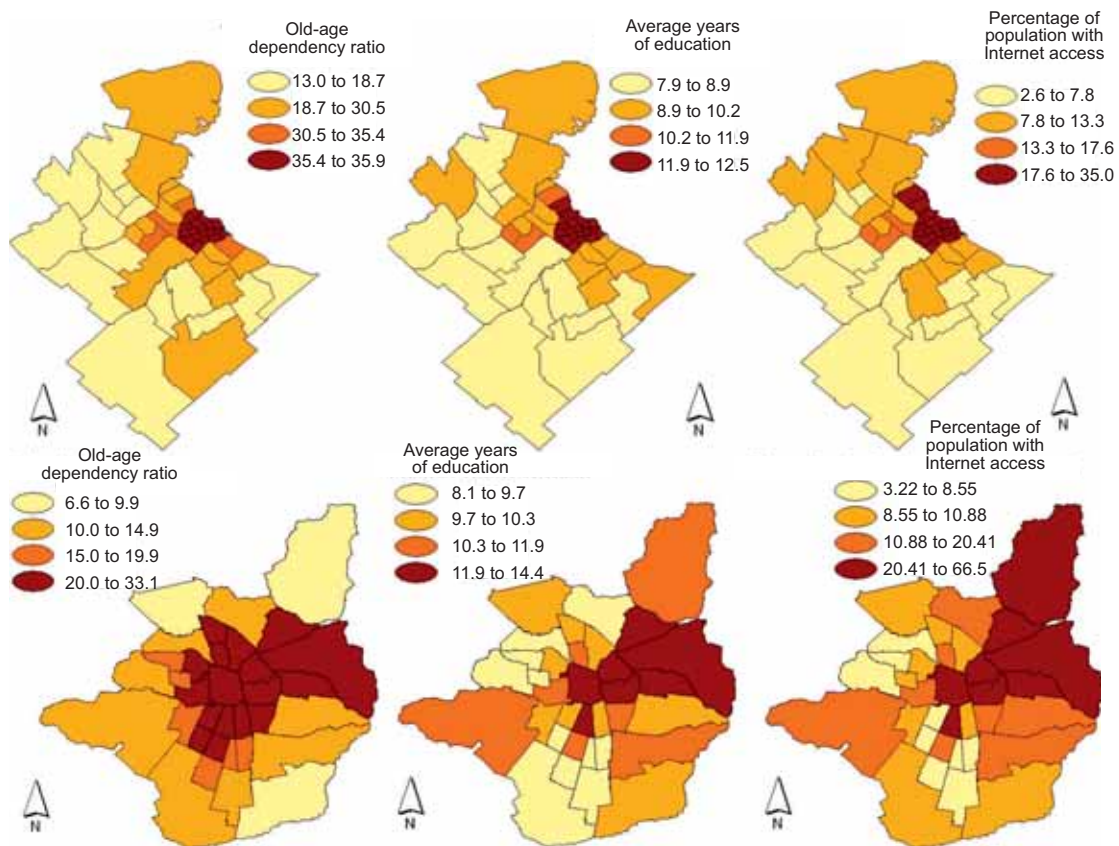 Old-age
dependency ratio
13.0 to 18.7
18.7 to 30.5
30.5 to 35.4
35.4 to 35.9
Average years
of education
7.9 to 8.9
8.9 to 10.2
10.2 to 11.9
11.9 to 12.5
Percentage of
population with
Internet access
2.6 to 7.8
7.8 to 13.3
13.3 to 17.6
17.6 to 35.0
N
N
N
Old-age
dependency ratio
6.6 to 9.9
10.0 to 14.9
15.0 to 19.9
20.0 to 33.1
Average years
of education
8.1 to 9.7
9.7 to 10.3
10.3 to 11.9
11.9 to 14.4
Percentage of
population with
Internet access
3.22 to 8.55
8.55 to 10.88
10.88 to 20.41
20.41 to 66.5
N
N
N